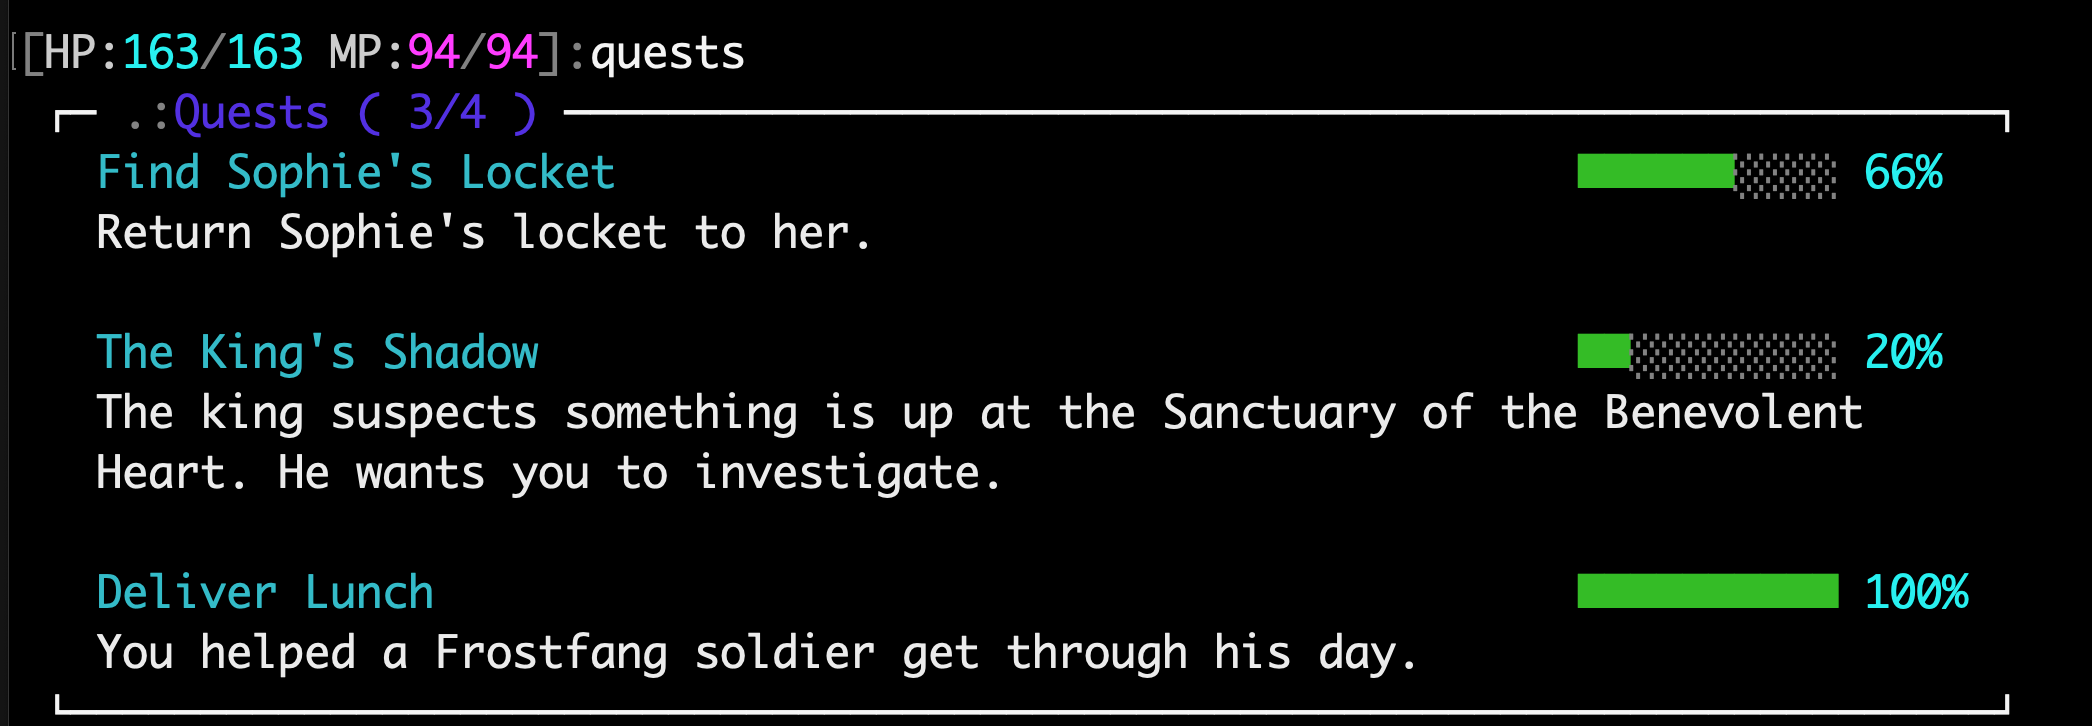 [HP:163/163 MP:94/94]:quests
.:Quests ( 3/4 )
Find Sophie's Locket 66%
Return Sophie's locket to her.
The King's Shadow 20%
The king suspects something is up at the Sanctuary of the Benevolent
Heart. He wants you to investigate.
Deliver Lunch 100%
You helped a Frostfang soldier get through his day.